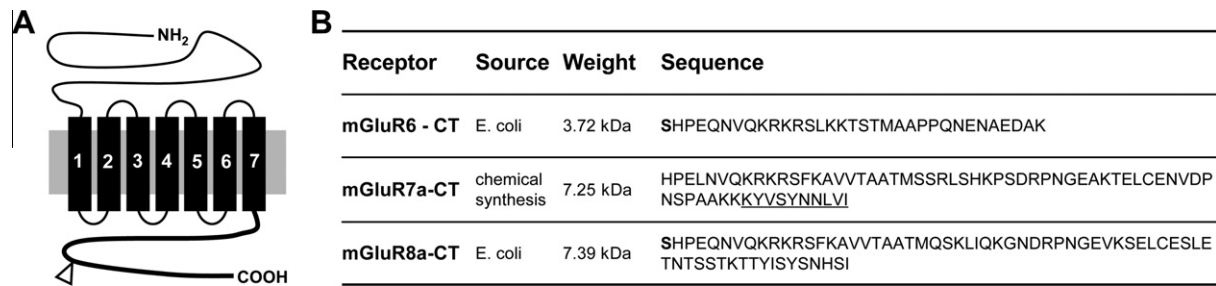 A
NH2
1 2 3 4 5 6 7
COOH
B
Receptor Source Weight Sequence
mGluR6 - CT E. coli 3.72 kDa SHPEQNVQKRKRSLKKTSTMAAPPQNENAEDAK
mGluR7a-CT chemical synthesis 7.25 kDa HPELNVQKRKRSFKAVVTAATMSSRLSHKPSDRPNGEAKTELCENVDP
NSPAAKKKYVSYNNLVI
mGluR8a-CT E. coli 7.39 kDa SHPEQNVQKRKRSFKAVVTAATMQSKLIQKGNDRPNGEVKSELCESLE
TNTSSTKTTYISYSNHSI